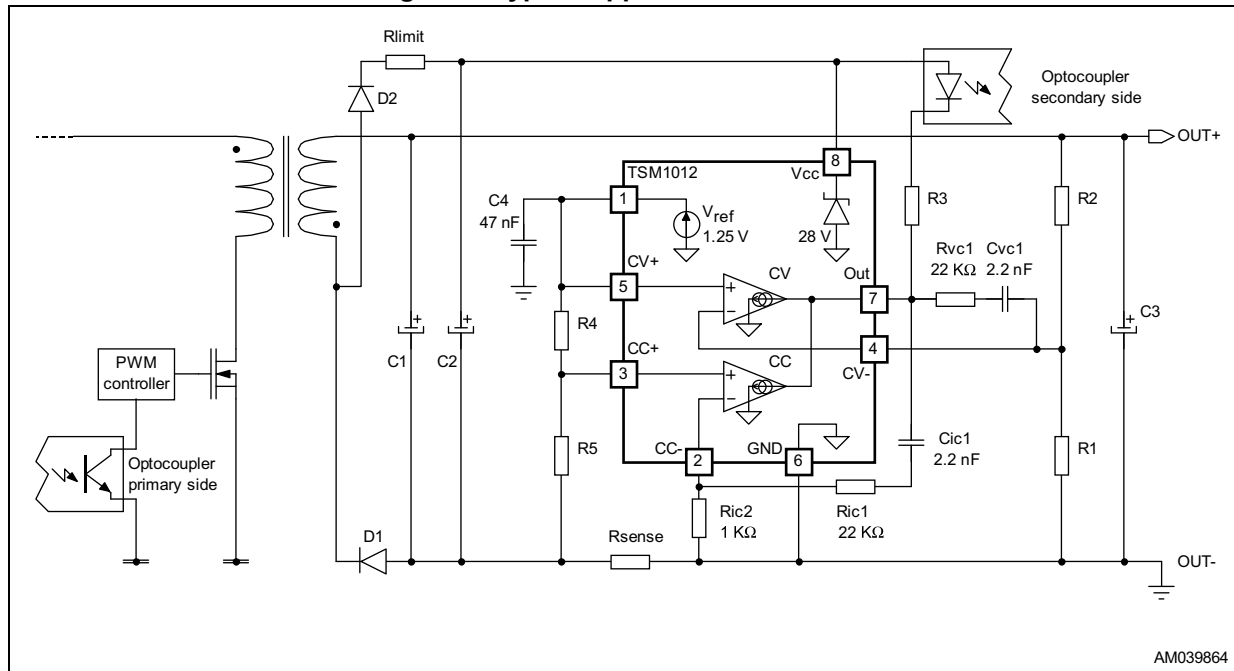 Rlimit
D2
Optocoupler
secondary side
OUT+
TSM1012
8
Vcc
C4
47 nF
1
Vref
1.25 V
28 V
R3
R2
Rvc1
22 KΩ
Cvc1
2.2 nF
CV+
5
CV
Out
7
C3
R4
CC+
3
CC
4
CV-
C1
C2
PWM
controller
R5
CC-
2
GND
6
Cic1
2.2 nF
R1
Optocoupler
primary side
Ric2
1 KΩ
Ric1
22 KΩ
D1
Rsense
OUT-
AM039864